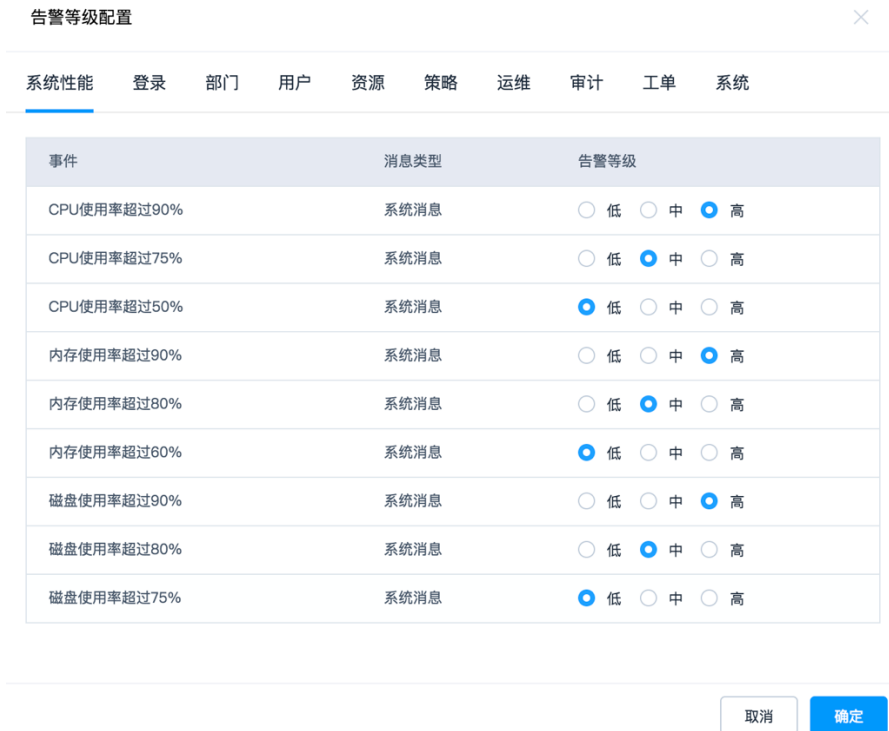 告警等级配置
系统性能 登录 部门 用户 资源 策略 运维 审计 工单 系统
事件 消息类型 告警等级
CPU使用率超过90% 系统消息 低 中 高
CPU使用率超过75% 系统消息 低 中 高
CPU使用率超过50% 系统消息 低 中 高
内存使用率超过90% 系统消息 低 中 高
内存使用率超过80% 系统消息 低 中 高
内存使用率超过60% 系统消息 低 中 高
磁盘使用率超过90% 系统消息 低 中 高
磁盘使用率超过80% 系统消息 低 中 高
磁盘使用率超过75% 系统消息 低 中 高
取消 确定